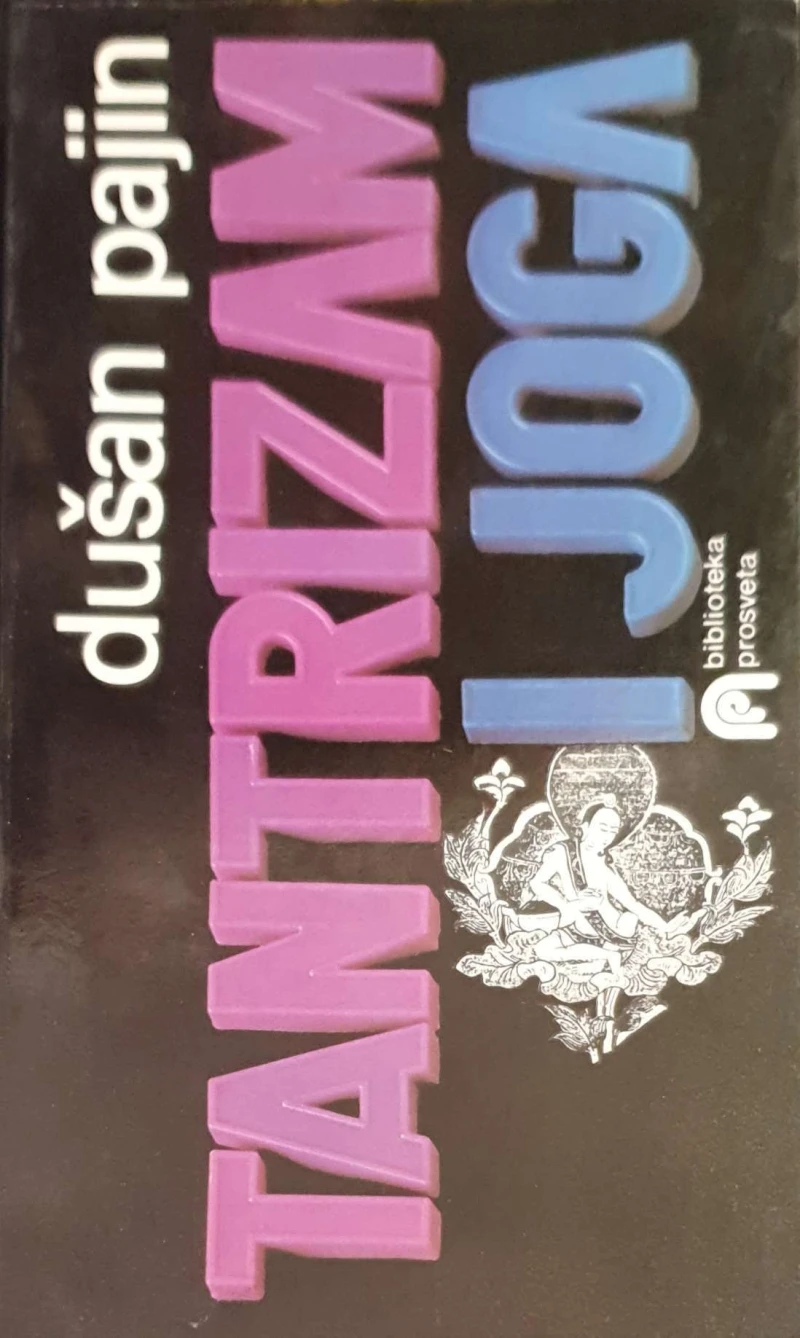 dušan pajin
TANTRIZAM
I JOGA
biblioteka
prosveta